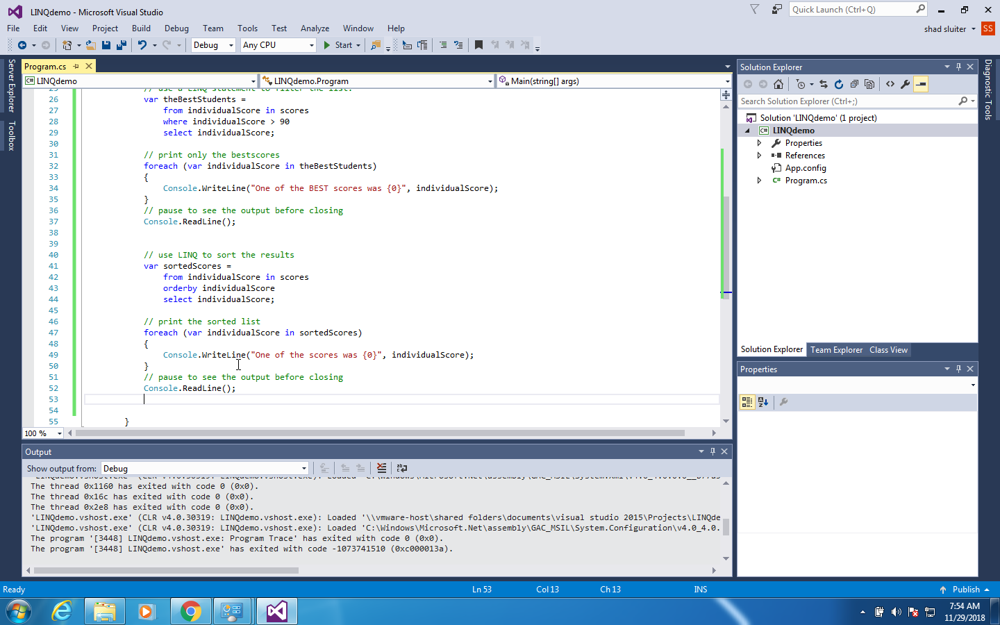 LINQdemo - Microsoft Visual Studio
Quick Launch (Ctrl+Q)
File Edit View Project Build Debug Team Tools Test Analyze Window Help
shad sluiter SS
Debug Any CPU Start
Server Explorer
Toolbox
Program.cs
LINQdemo LINQdemo.Program Main(string[] args)
25 // use a LINQ statement to filter the list.
26 var theBestStudents =
27 from individualScore in scores
28 where individualScore > 90
29 select individualScore;
30
31 // print only the bestscores
32 foreach (var individualScore in theBestStudents)
33 {
34 Console.WriteLine("One of the BEST scores was {0}", individualScore);
35 }
36 // pause to see the output before closing
37 Console.ReadLine();
38
39
40 // use LINQ to sort the results
41 var sortedScores =
42 from individualScore in scores
43 orderby individualScore
44 select individualScore;
45
46 // print the sorted list
47 foreach (var individualScore in sortedScores)
48 {
49 Console.WriteLine("One of the scores was {0}", individualScore);
50 }
51 // pause to see the output before closing
52 Console.ReadLine();
53
54
55 }
100 %
Output
Show output from: Debug
The thread 0x1160 has exited with code 0 (0x0).
The thread 0x16c has exited with code 0 (0x0).
The thread 0x2e8 has exited with code 0 (0x0).
'LINQdemo.vshost.exe' (CLR v4.0.30319: LINQdemo.vshost.exe): Loaded '\\vmware-host\shared folders\documents\visual studio 2015\Projects\LINQde
'LINQdemo.vshost.exe' (CLR v4.0.30319: LINQdemo.vshost.exe): Loaded 'C:\Windows\Microsoft.Net\assembly\GAC_MSIL\System.Configuration\v4.0_4.0.
The program '[3448] LINQdemo.vshost.exe: Program Trace' has exited with code 0 (0x0).
The program '[3448] LINQdemo.vshost.exe' has exited with code -1073741510 (0xc000013a).
Solution Explorer
Search Solution Explorer (Ctrl+;)
Solution 'LINQdemo' (1 project)
C# LINQdemo
Properties
References
App.config
C# Program.cs
Solution Explorer Team Explorer Class View
Properties
Diagnostic Tools
Ready Ln 53 Col 13 Ch 13 INS Publish
7:54 AM
11/29/2018